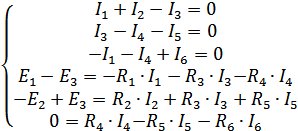 I₁ + I₂ − I₃ = 0
I₃ − I₄ − I₅ = 0
−I₁ − I₄ + I₆ = 0
E₁ − E₃ = −R₁ · I₁ − R₃ · I₃−R₄ · I₄
−E₂ + E₃ = R₂ · I₂ + R₃ · I₃ + R₅ · I₅
0 = R₄ · I₄−R₅ · I₅ − R₆ · I₆